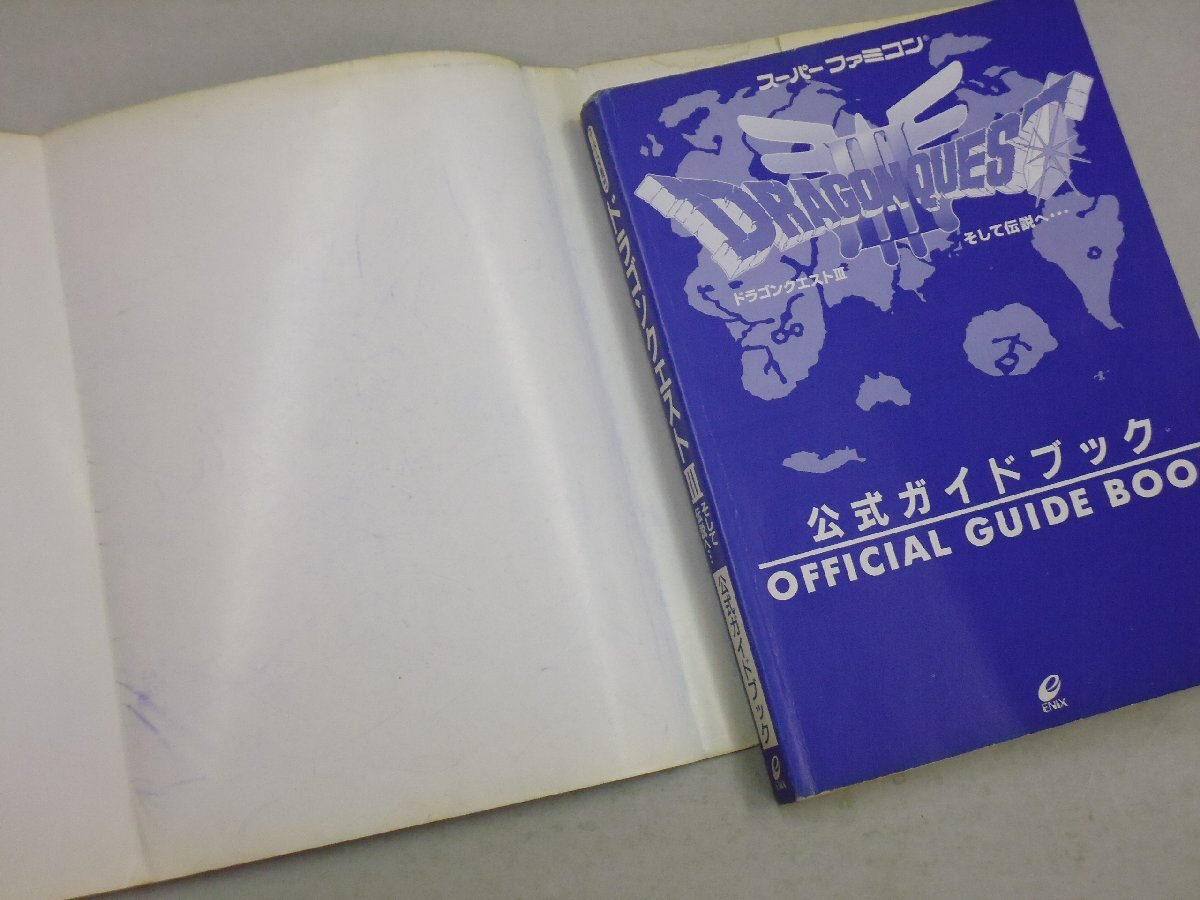 スーパーファミコン®
DRAGON QUEST
III
そして伝説へ…
ドラゴンクエストIII
公式ガイドブック
OFFICIAL GUIDE BOO
ENIX
ドラゴンクエストIII そして伝説へ… 公式ガイドブック
ENIX